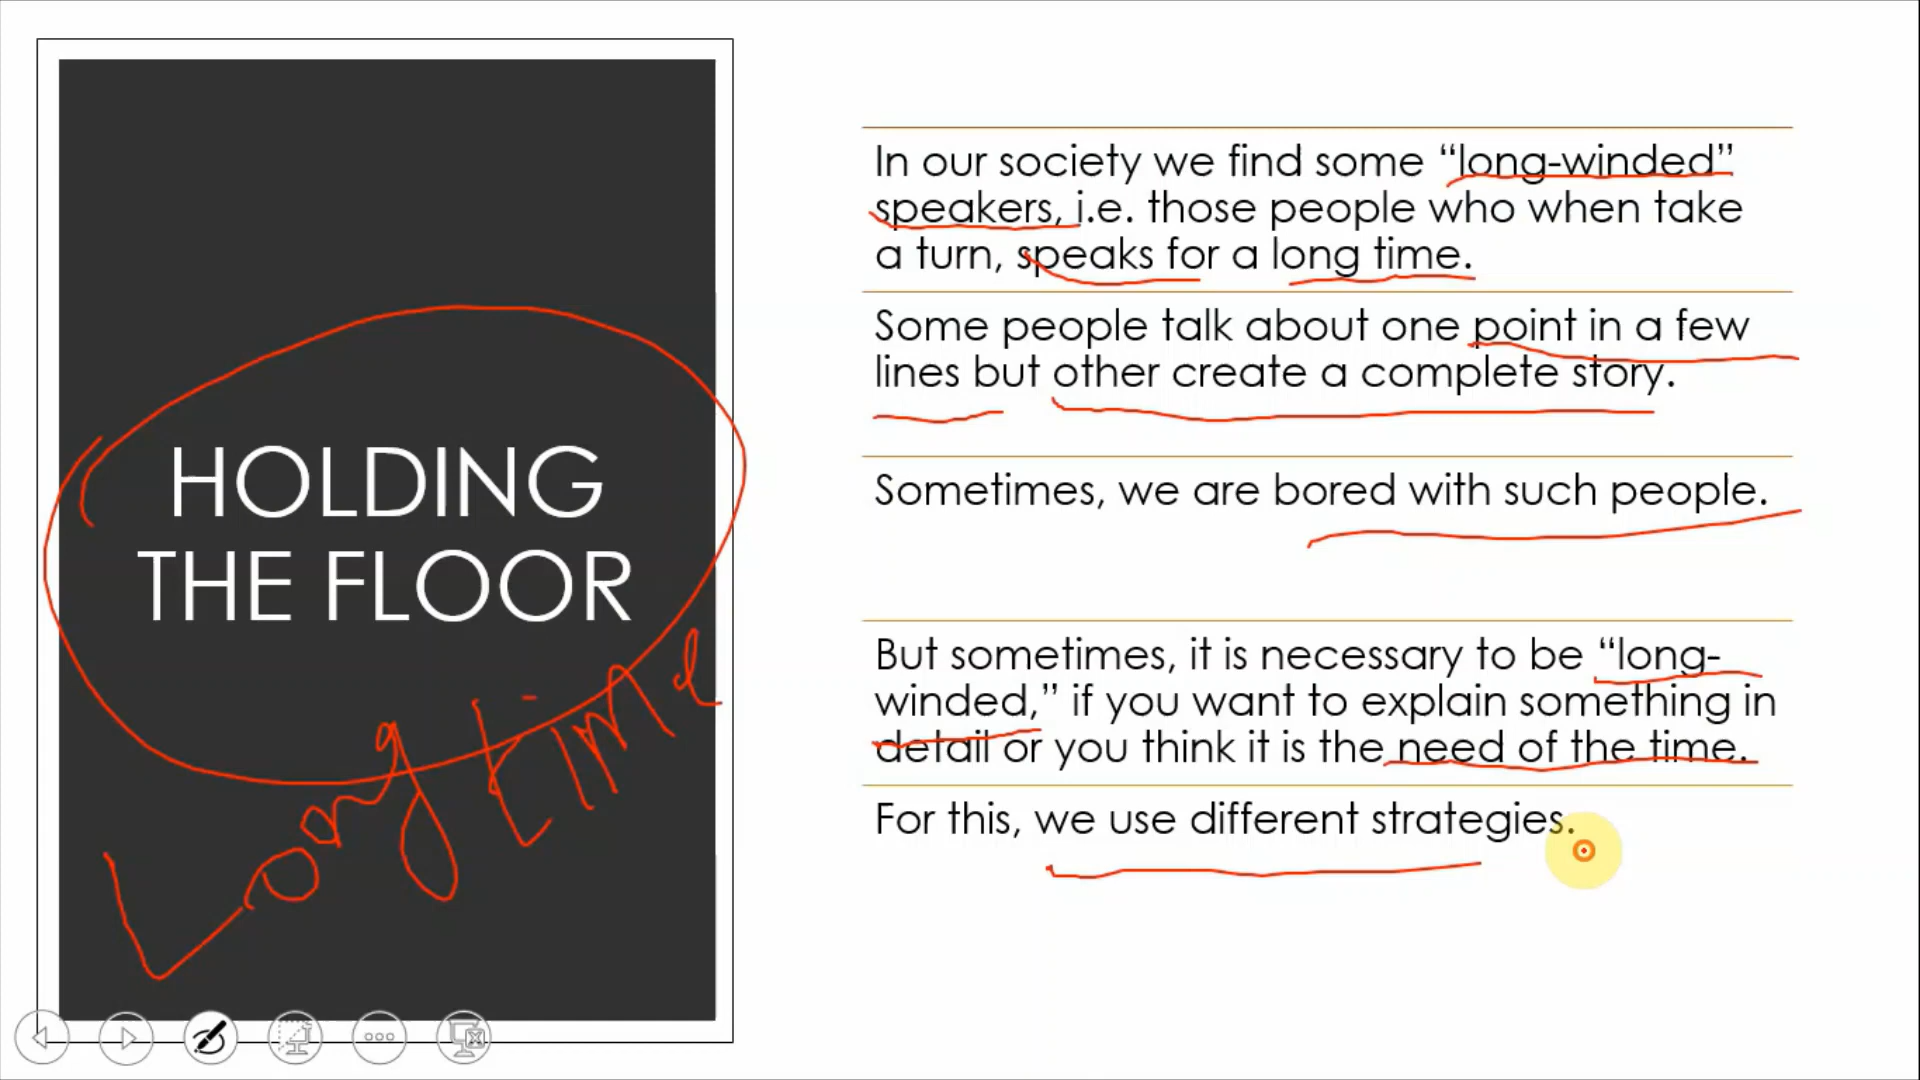 HOLDING
THE FLOOR
Long time
In our society we find some “long-winded”
speakers, i.e. those people who when take
a turn, speaks for a long time.
Some people talk about one point in a few
lines but other create a complete story.
Sometimes, we are bored with such people.
But sometimes, it is necessary to be “long-
winded,” if you want to explain something in
detail or you think it is the need of the time.
For this, we use different strategies.